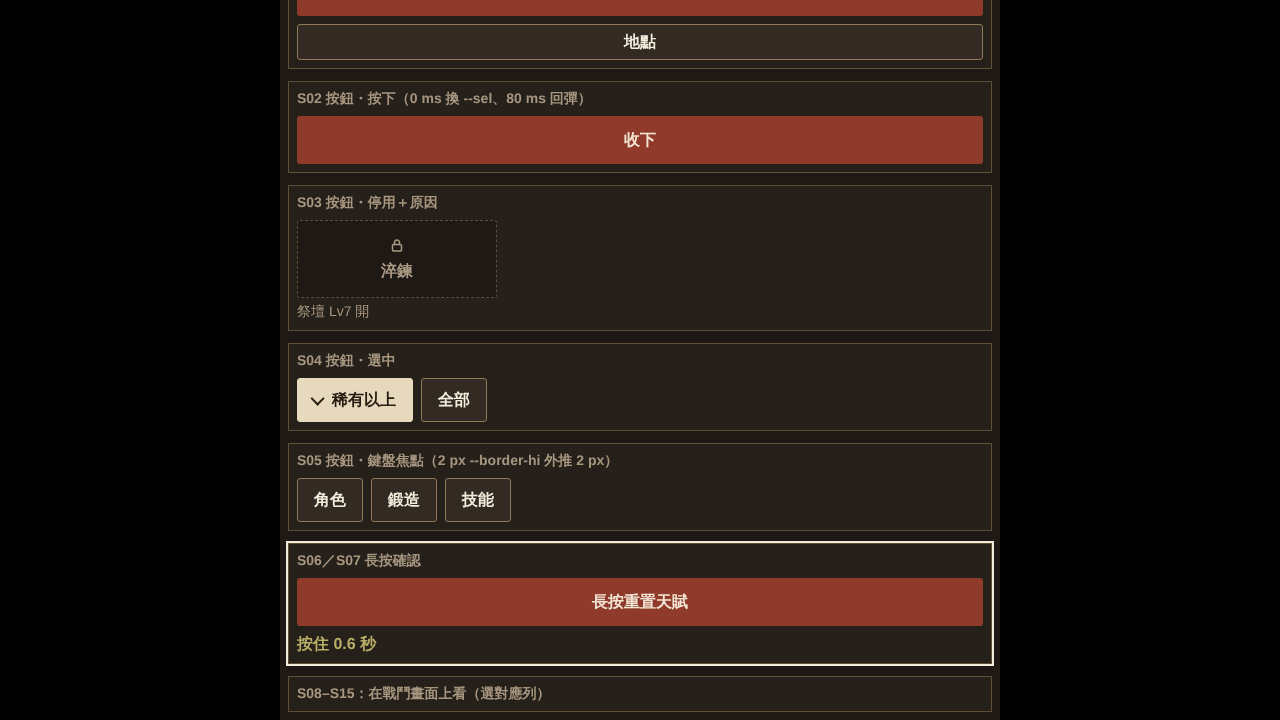 地點
S02 按鈕・按下（0 ms 換 --sel、80 ms 回彈）
收下
S03 按鈕・停用＋原因
淬鍊
祭壇 Lv7 開
S04 按鈕・選中
稀有以上
全部
S05 按鈕・鍵盤焦點（2 px --border-hi 外推 2 px）
角色
鍛造
技能
S06／S07 長按確認
長按重置天賦
按住 0.6 秒
S08–S15：在戰鬥畫面上看（選對應列）